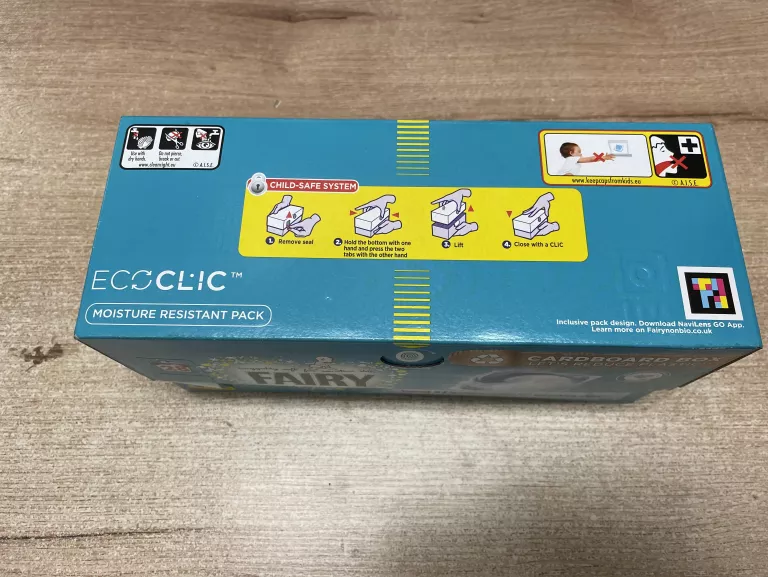 Use with
dry hands.
Do not pierce,
break or cut.
www.cleanright.eu
© A.I.S.E.
www.keepcapsfromkids.eu
© A.I.S.E.
CHILD-SAFE SYSTEM
1. Remove seal
2. Hold the bottom with one
hand and press the two
tabs with the other hand
3. Lift
4. Close with a CLIC
ECOCLIC™
MOISTURE RESISTANT PACK
Inclusive pack design. Download NaviLens GO App.
Learn more on Fairynonbio.co.uk
FAIRY
CARDBOARD BOX
LET'S REDUCE